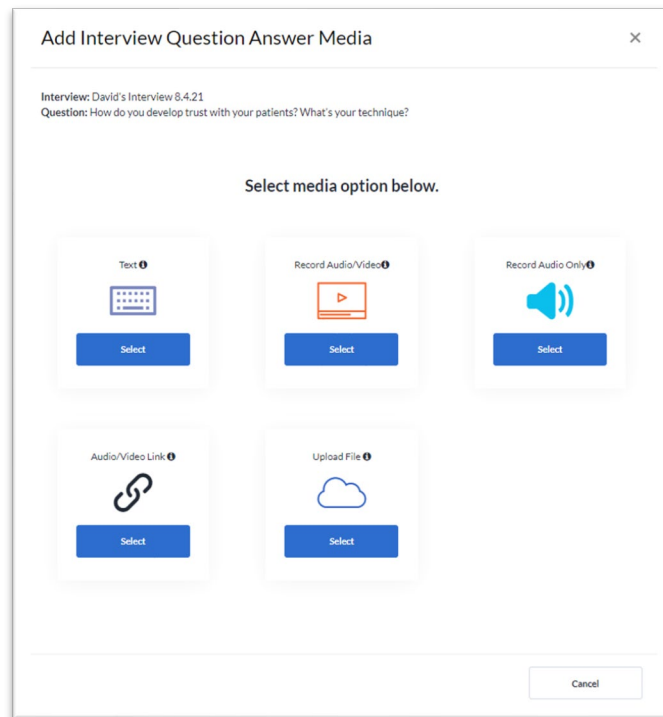 Add Interview Question Answer Media
Interview: David's Interview 8.4.21
Question: How do you develop trust with your patients? What's your technique?
Select media option below.
Text
Record Audio/Video
Record Audio Only
Select
Select
Select
Audio/Video Link
Upload File
Select
Select
Cancel